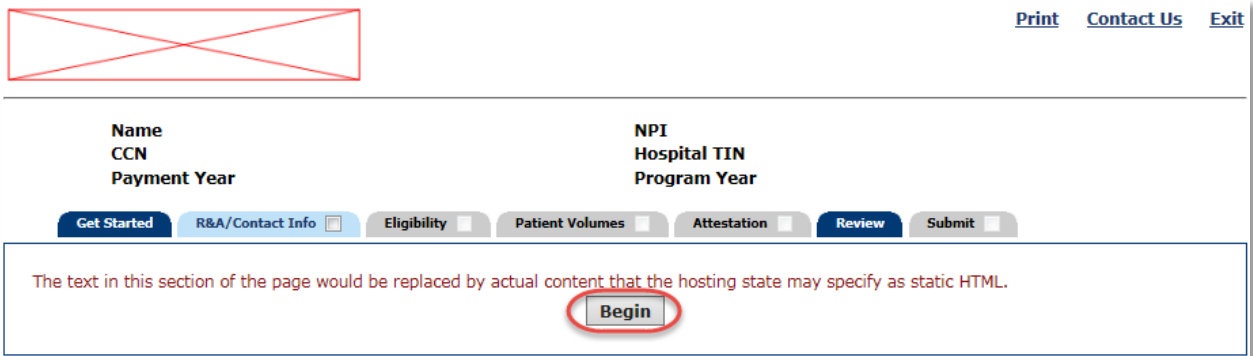 Print Contact Us Exit
Name NPI
CCN Hospital TIN
Payment Year Program Year
Get Started R&A/Contact Info Eligibility Patient Volumes Attestation Review Submit
The text in this section of the page would be replaced by actual content that the hosting state may specify as static HTML.
Begin